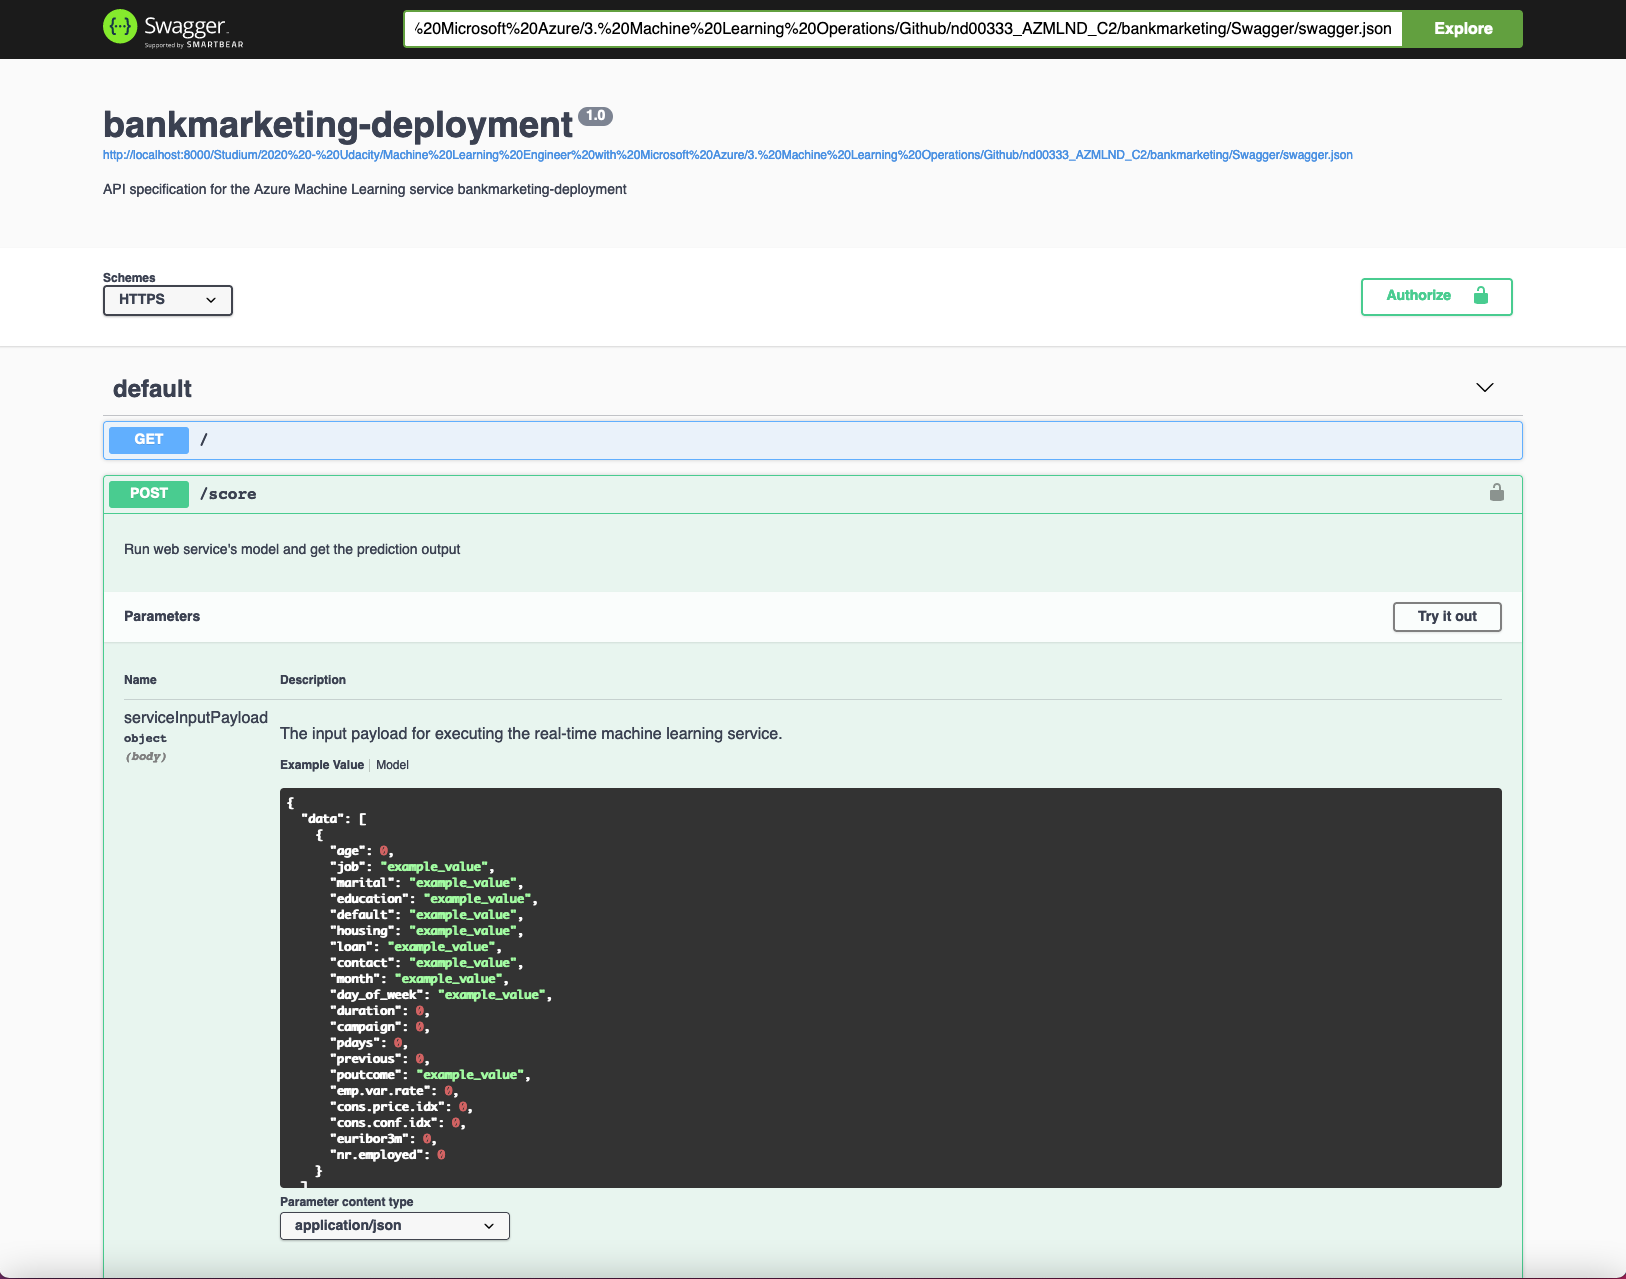 Swagger
Supported by SMARTBEAR
%20Microsoft%20Azure/3.%20Machine%20Learning%20Operations/Github/nd00333_AZMLND_C2/bankmarketing/Swagger/swagger.json
Explore
bankmarketing-deployment 1.0
http://localhost:8000/Studium/2020%20-%20Udacity/Machine%20Learning%20Engineer%20with%20Microsoft%20Azure/3.%20Machine%20Learning%20Operations/Github/nd00333_AZMLND_C2/bankmarketing/Swagger/swagger.json
API specification for the Azure Machine Learning service bankmarketing-deployment
Schemes
HTTPS
Authorize
default
GET /
POST /score
Run web service's model and get the prediction output
Parameters
Try it out
Name Description
serviceInputPayload
object
(body)
The input payload for executing the real-time machine learning service.
Example Value Model
{
"data": [
{
"age": 0,
"job": "example_value",
"marital": "example_value",
"education": "example_value",
"default": "example_value",
"housing": "example_value",
"loan": "example_value",
"contact": "example_value",
"month": "example_value",
"day_of_week": "example_value",
"duration": 0,
"campaign": 0,
"pdays": 0,
"previous": 0,
"poutcome": "example_value",
"emp.var.rate": 0,
"cons.price.idx": 0,
"cons.conf.idx": 0,
"euribor3m": 0,
"nr.employed": 0
}
]
Parameter content type
application/json